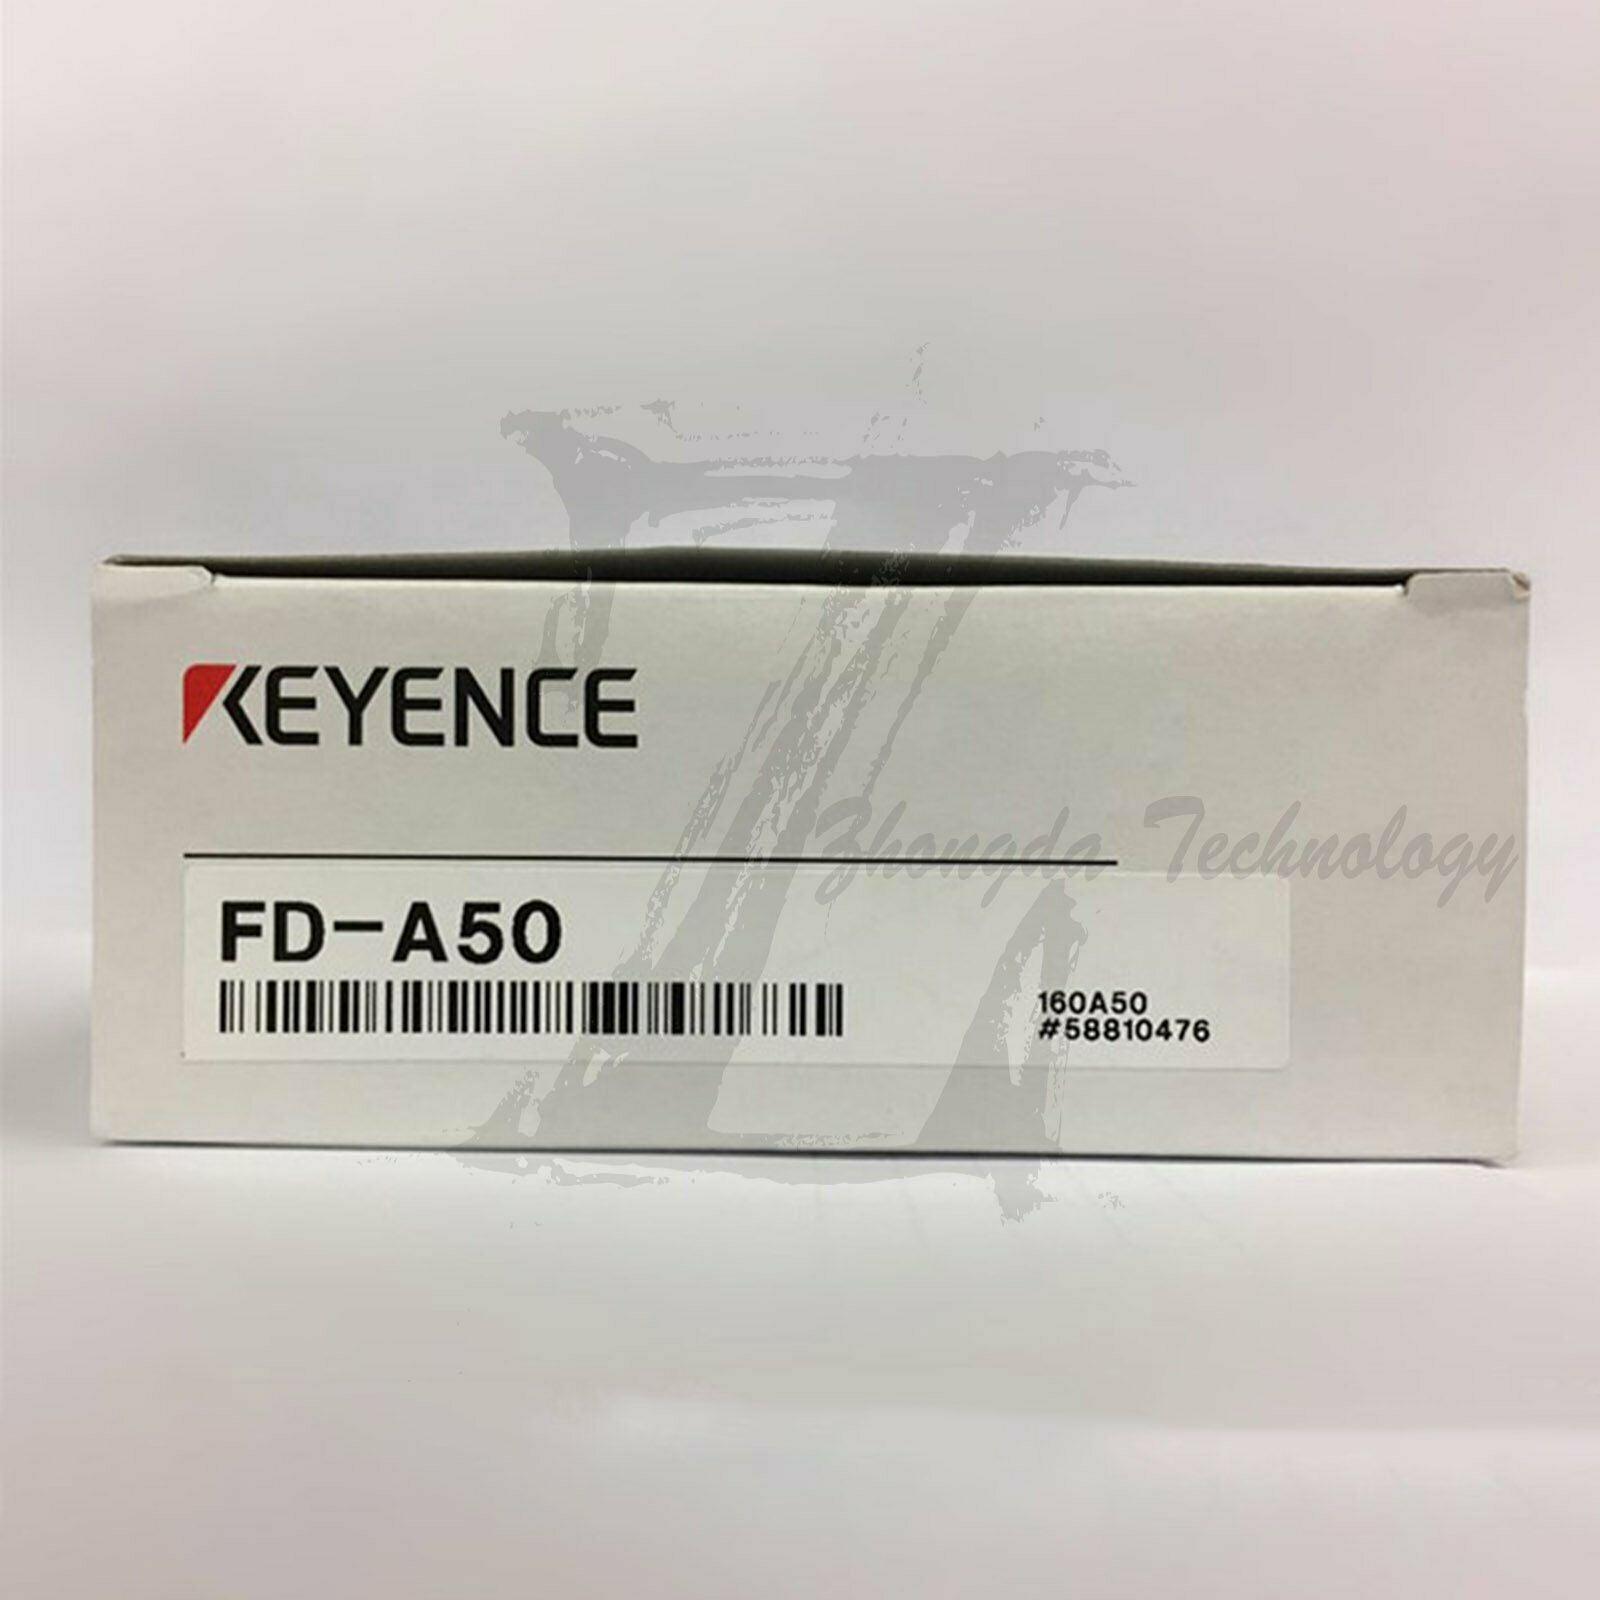 KEYENCE
Zhongda Technology
FD-A50
160A50
#58810476